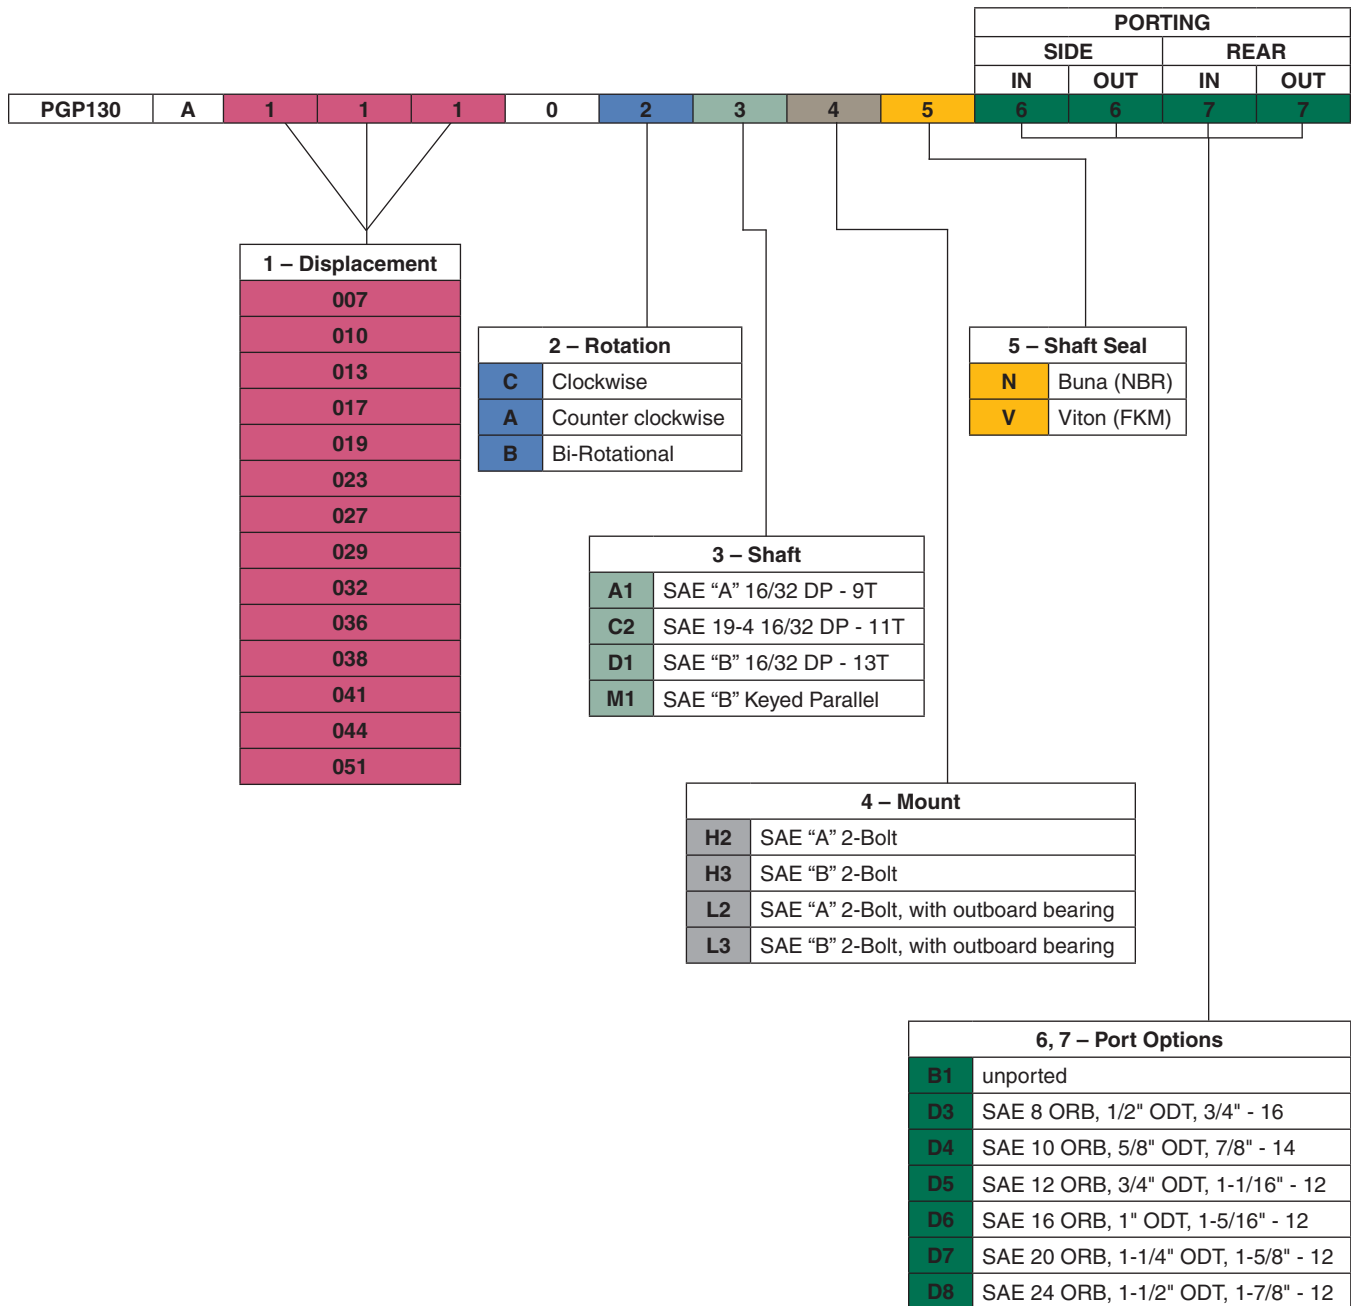 PORTING
SIDE REAR
IN OUT IN OUT
PGP130 A 1 1 1 0 2 3 4 5 6 6 7 7
1 – Displacement
007
010
013
017
019
023
027
029
032
036
038
041
044
051
2 – Rotation
C Clockwise
A Counter clockwise
B Bi-Rotational
5 – Shaft Seal
N Buna (NBR)
V Viton (FKM)
3 – Shaft
A1 SAE “A” 16/32 DP - 9T
C2 SAE 19-4 16/32 DP - 11T
D1 SAE “B” 16/32 DP - 13T
M1 SAE “B” Keyed Parallel
4 – Mount
H2 SAE “A” 2-Bolt
H3 SAE “B” 2-Bolt
L2 SAE “A” 2-Bolt, with outboard bearing
L3 SAE “B” 2-Bolt, with outboard bearing
6, 7 – Port Options
B1 unported
D3 SAE 8 ORB, 1/2" ODT, 3/4" - 16
D4 SAE 10 ORB, 5/8" ODT, 7/8" - 14
D5 SAE 12 ORB, 3/4" ODT, 1-1/16" - 12
D6 SAE 16 ORB, 1" ODT, 1-5/16" - 12
D7 SAE 20 ORB, 1-1/4" ODT, 1-5/8" - 12
D8 SAE 24 ORB, 1-1/2" ODT, 1-7/8" - 12